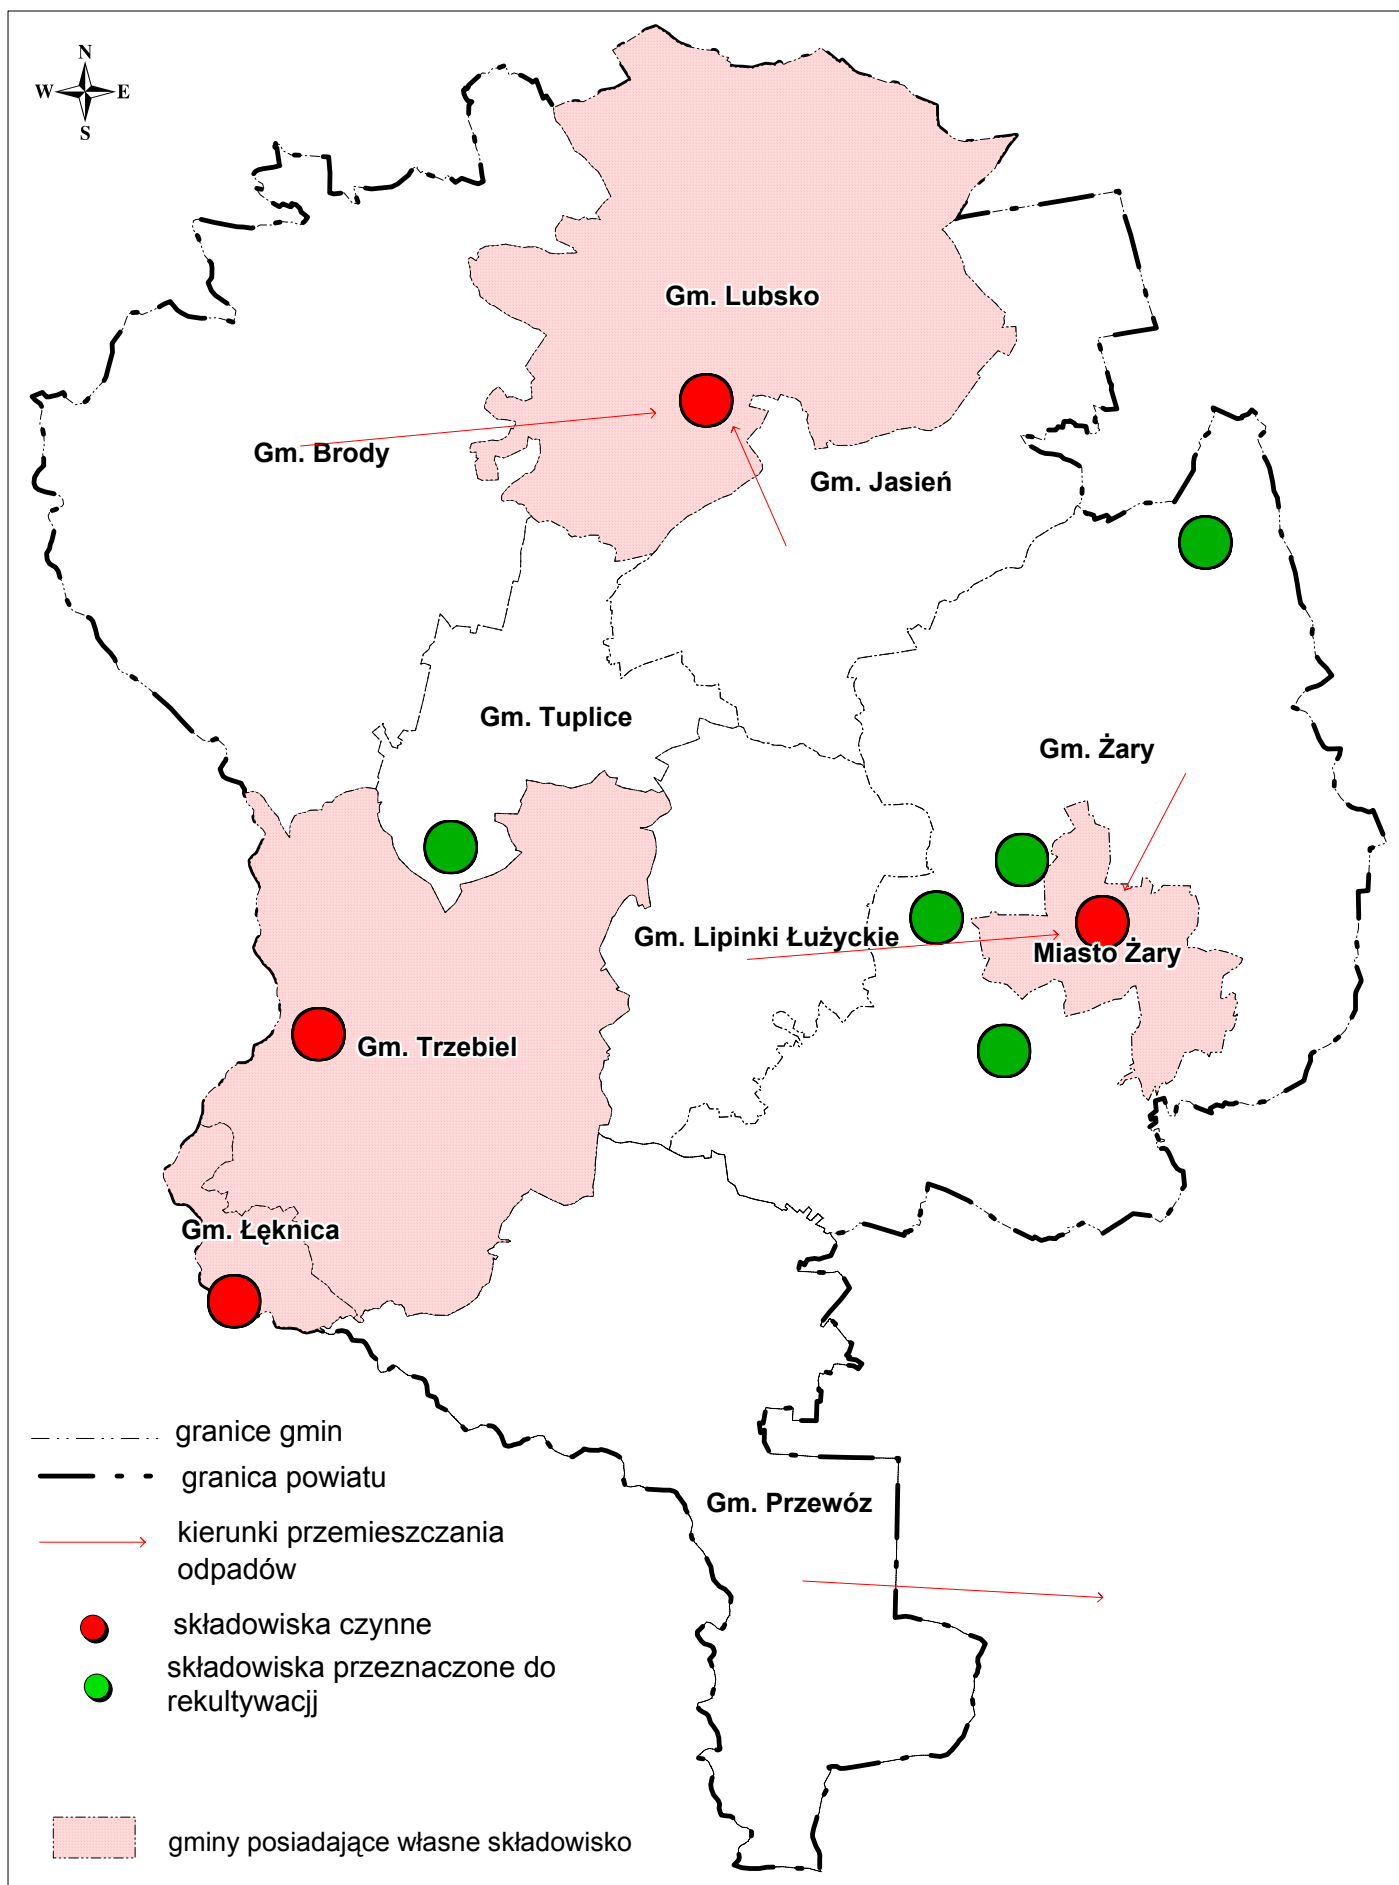 N
W E
S
Gm. Lubsko
Gm. Brody
Gm. Jasień
Gm. Tuplice
Gm. Żary
Gm. Lipinki Łużyckie
Miasto Żary
Gm. Trzebiel
Gm. Łęknica
granice gmin
granica powiatu
Gm. Przewóz
kierunki przemieszczania
odpadów
składowiska czynne
składowiska przeznaczone do
rekultywacjj
gminy posiadające własne składowisko